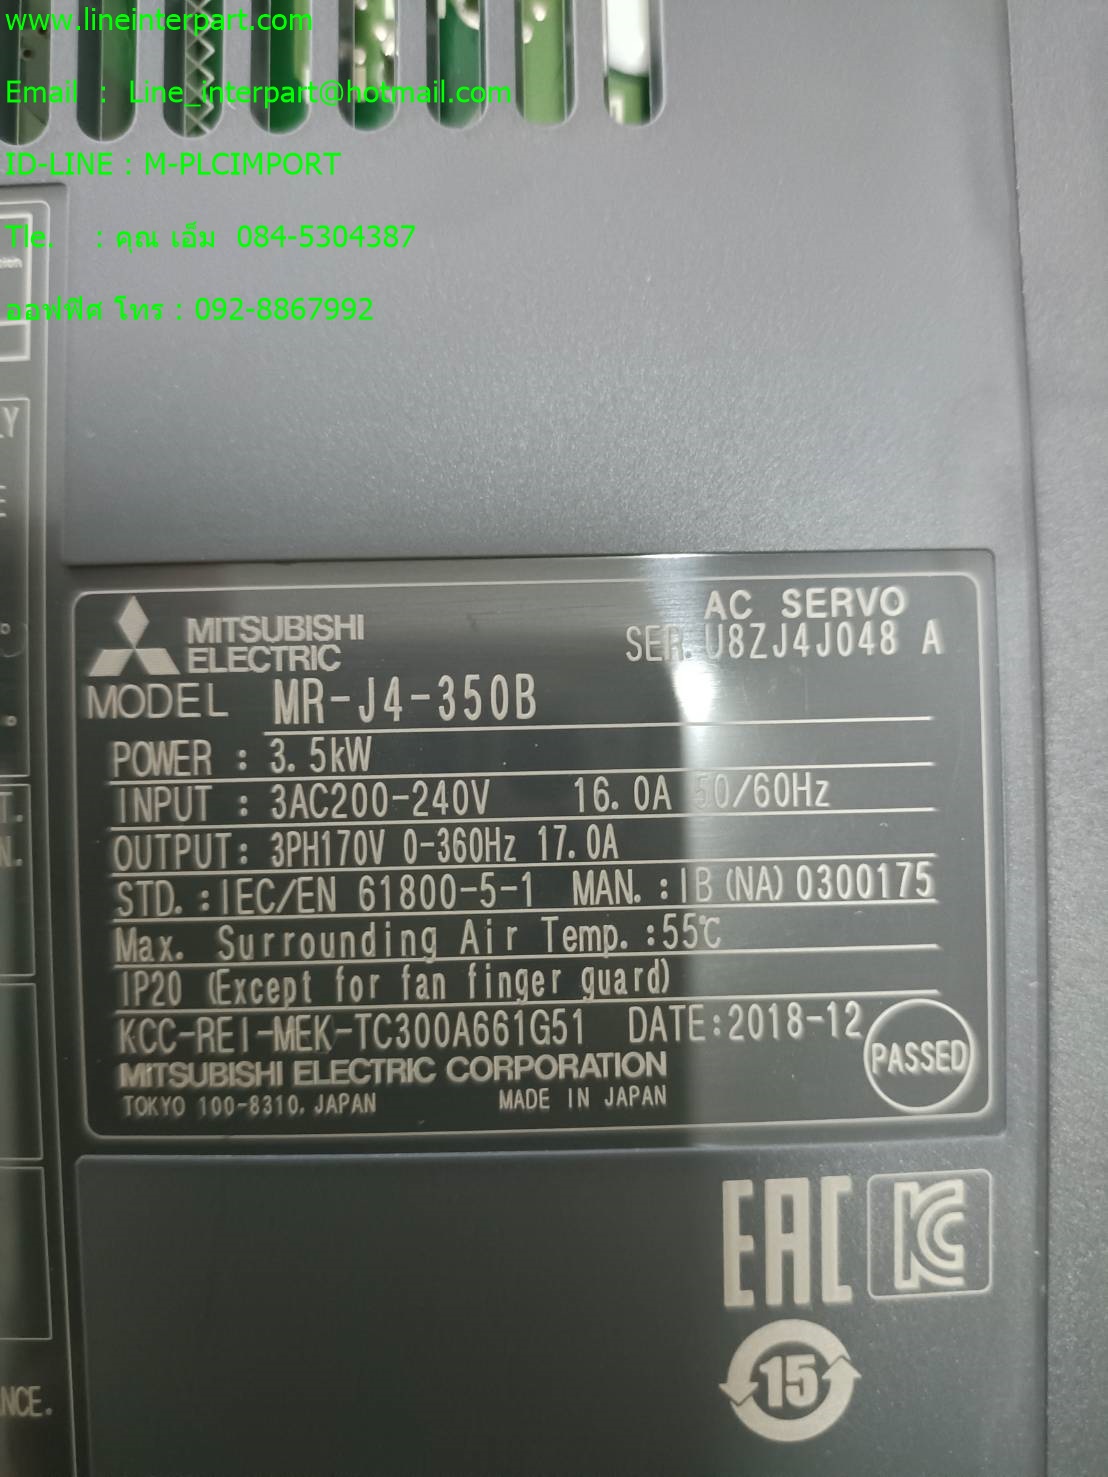 www.lineinterpart.com
Email : Line_interpart@hotmail.com
ID-LINE : M-PLCIMPORT
Tle. : คุณ เอ็ม 084-5304387
ออฟฟิศ โทร : 092-8867992
MITSUBISHI
ELECTRIC
AC SERVO
SER. U8ZJ4J048 A
MODEL MR-J4-350B
POWER : 3.5kW
INPUT : 3AC200-240V 16.0A 50/60Hz
OUTPUT: 3PH170V 0-360Hz 17.0A
STD. : IEC/EN 61800-5-1 MAN. : IB(NA)0300175
Max. Surrounding Air Temp. :55℃
IP20 (Except for fan finger guard)
KCC-REI-MEK-TC300A661G51 DATE:2018-12
PASSED
MITSUBISHI ELECTRIC CORPORATION
TOKYO 100-8310, JAPAN MADE IN JAPAN
EAC KC
15
NCE.